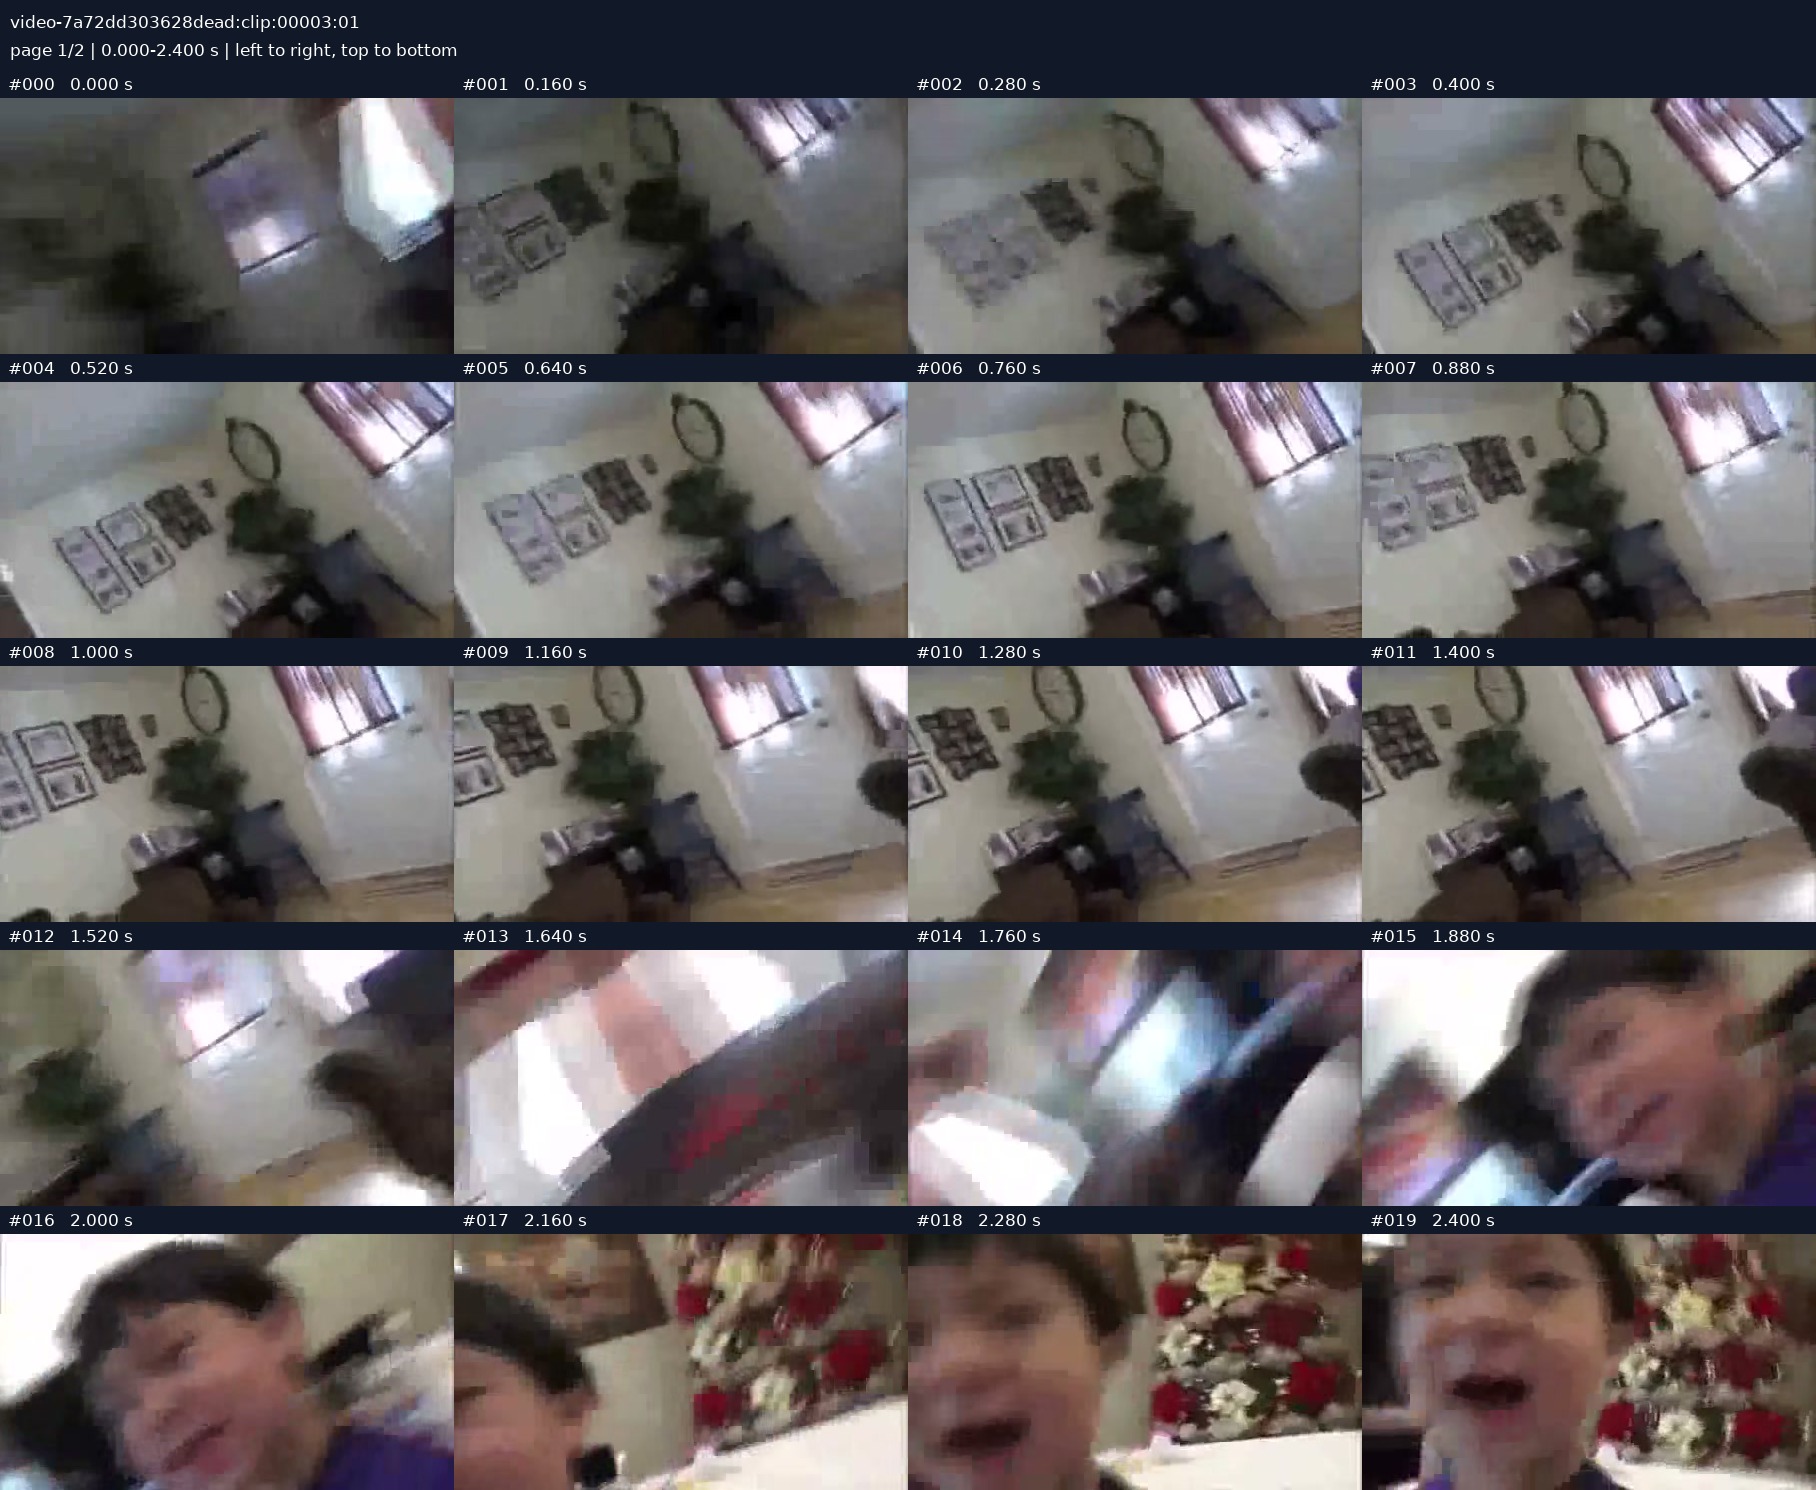 video-7a72dd303628dead:clip:00003:01
page 1/2 | 0.000-2.400 s | left to right, top to bottom
#000 0.000 s
#001 0.160 s
#002 0.280 s
#003 0.400 s
#004 0.520 s
#005 0.640 s
#006 0.760 s
#007 0.880 s
#008 1.000 s
#009 1.160 s
#010 1.280 s
#011 1.400 s
#012 1.520 s
#013 1.640 s
#014 1.760 s
#015 1.880 s
#016 2.000 s
#017 2.160 s
#018 2.280 s
#019 2.400 s